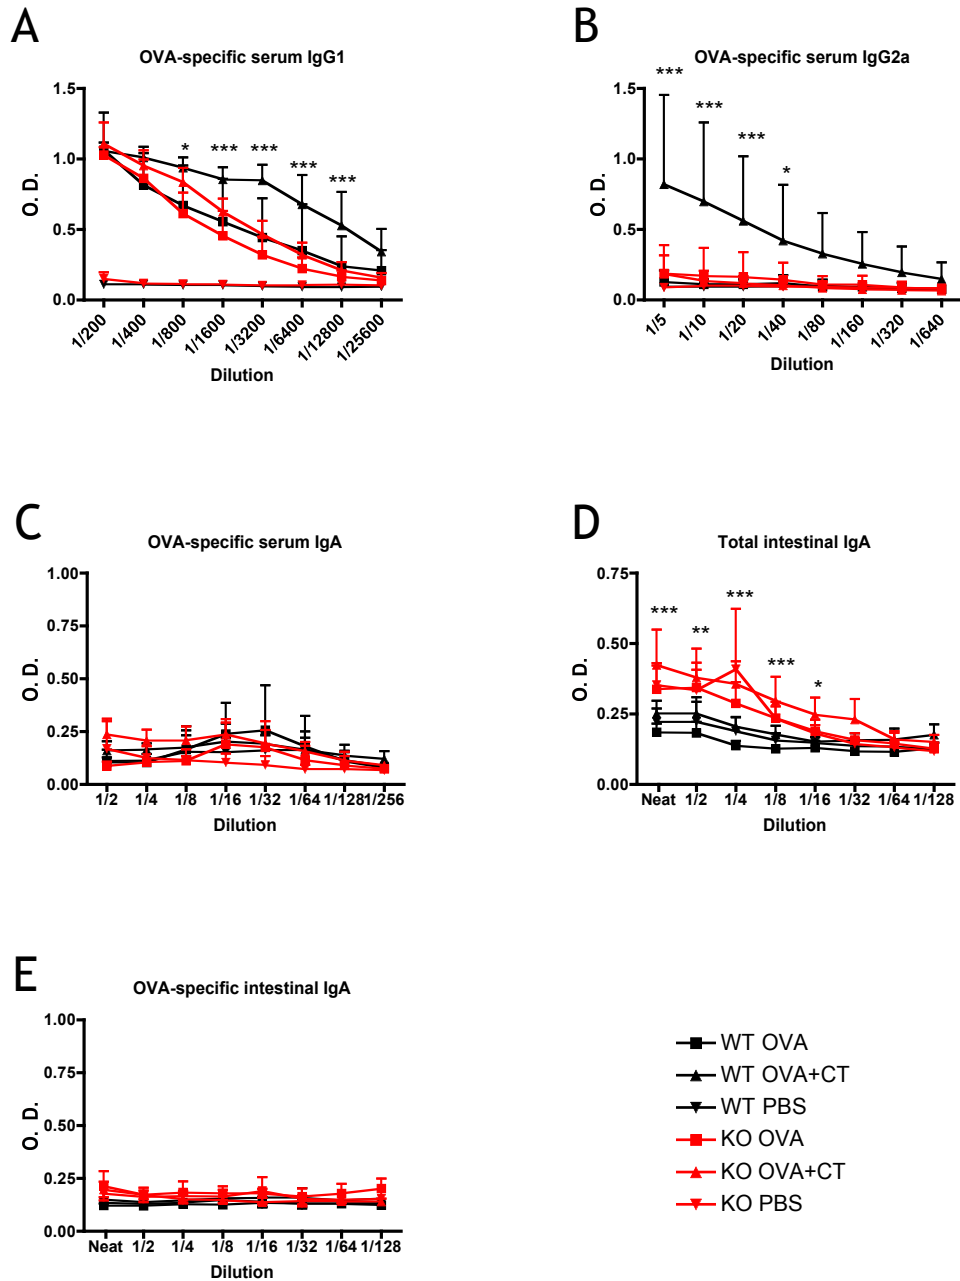 A
OVA-specific serum IgG1
* *** *** *** ***
1.5
1.0
0.5
0.0
O. D.
1/200 1/400 1/800 1/1600 1/3200 1/6400 1/12800 1/25600
Dilution
B
OVA-specific serum IgG2a
*** *** *** *
1.5
1.0
0.5
0.0
O. D.
1/5 1/10 1/20 1/40 1/80 1/160 1/320 1/640
Dilution
C
OVA-specific serum IgA
1.00
0.75
0.50
0.25
0.00
O. D.
1/2 1/4 1/8 1/16 1/32 1/64 1/128 1/256
Dilution
D
Total intestinal IgA
*** ** *** *** *
0.75
0.50
0.25
0.00
O. D.
Neat 1/2 1/4 1/8 1/16 1/32 1/64 1/128
Dilution
E
OVA-specific intestinal IgA
1.00
0.75
0.50
0.25
0.00
O. D.
Neat 1/2 1/4 1/8 1/16 1/32 1/64 1/128
Dilution
WT OVA
WT OVA+CT
WT PBS
KO OVA
KO OVA+CT
KO PBS